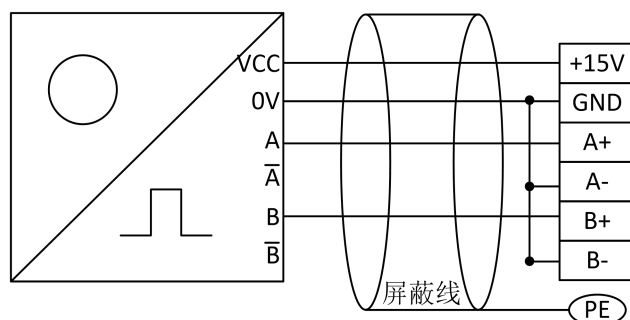 VCC
0V
A
A̅
B
B̅
+15V
GND
A+
A-
B+
B-
屏蔽线
PE